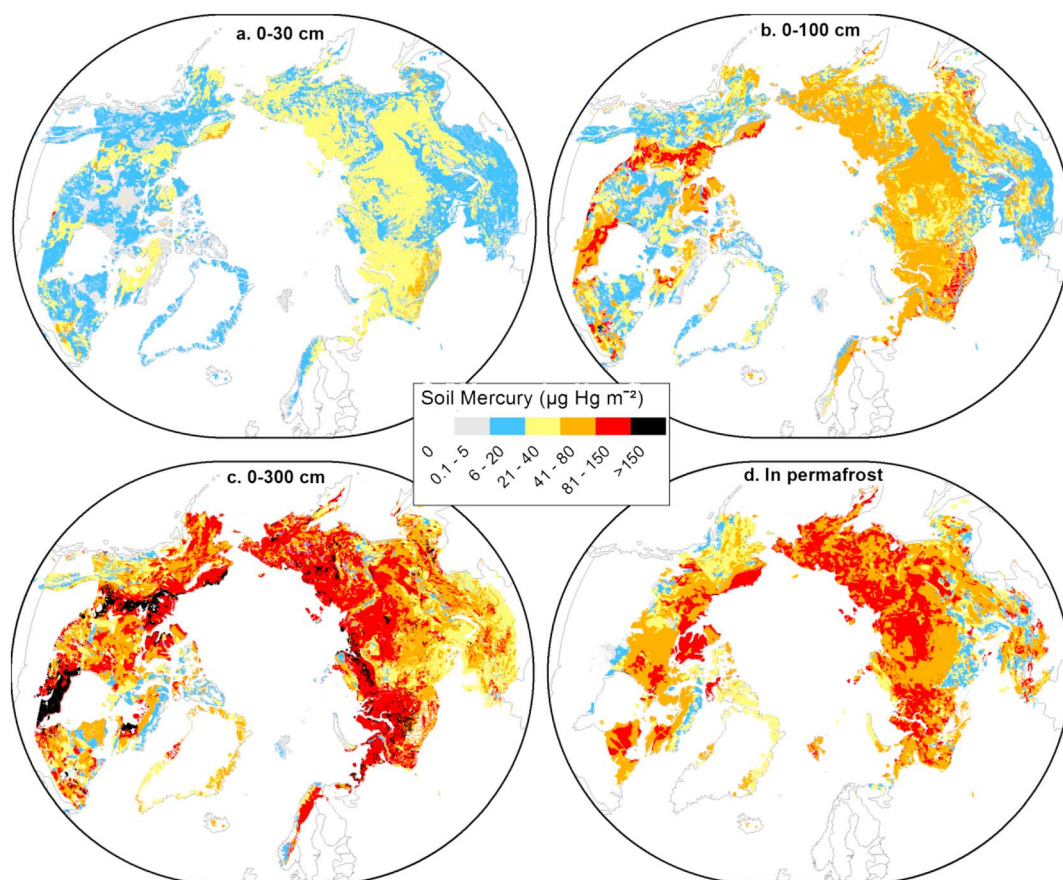 a. 0-30 cm
b. 0-100 cm
Soil Mercury (µg Hg m⁻²)
0
0.1 - 5
6 - 20
21 - 40
41 - 80
81 - 150
>150
c. 0-300 cm
d. In permafrost